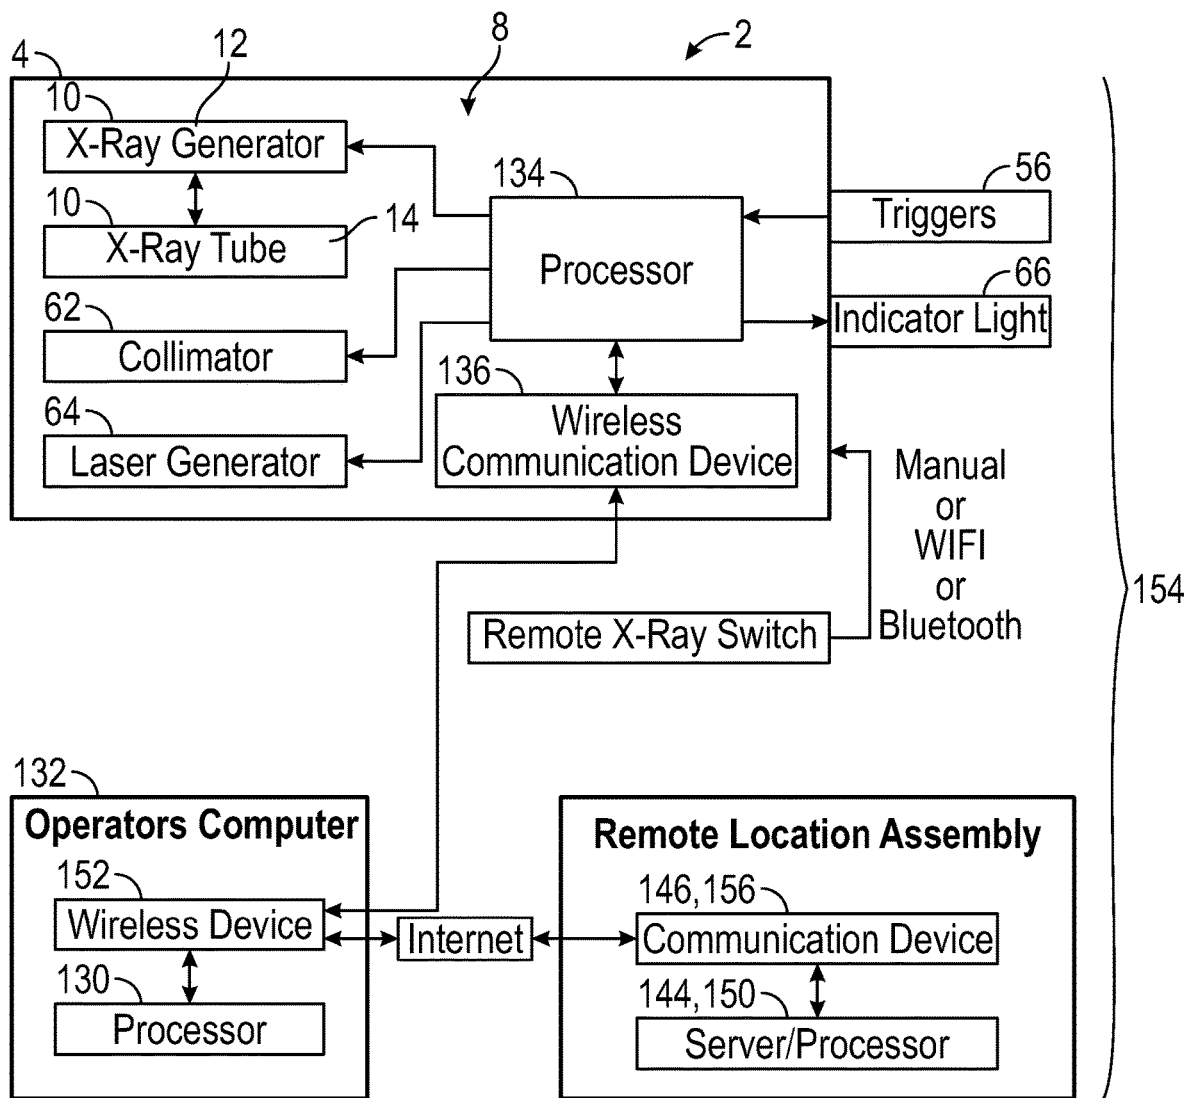 2
8
4
12
10
X-Ray Generator
134
56
Triggers
10
14
X-Ray Tube
Processor
66
Indicator Light
62
Collimator
136
Wireless
Communication Device
64
Laser Generator
Manual
or
WIFI
or
Bluetooth
154
Remote X-Ray Switch
132
Operators Computer
152
Wireless Device
130
Processor
Internet
Remote Location Assembly
146,156
Communication Device
144,150
Server/Processor